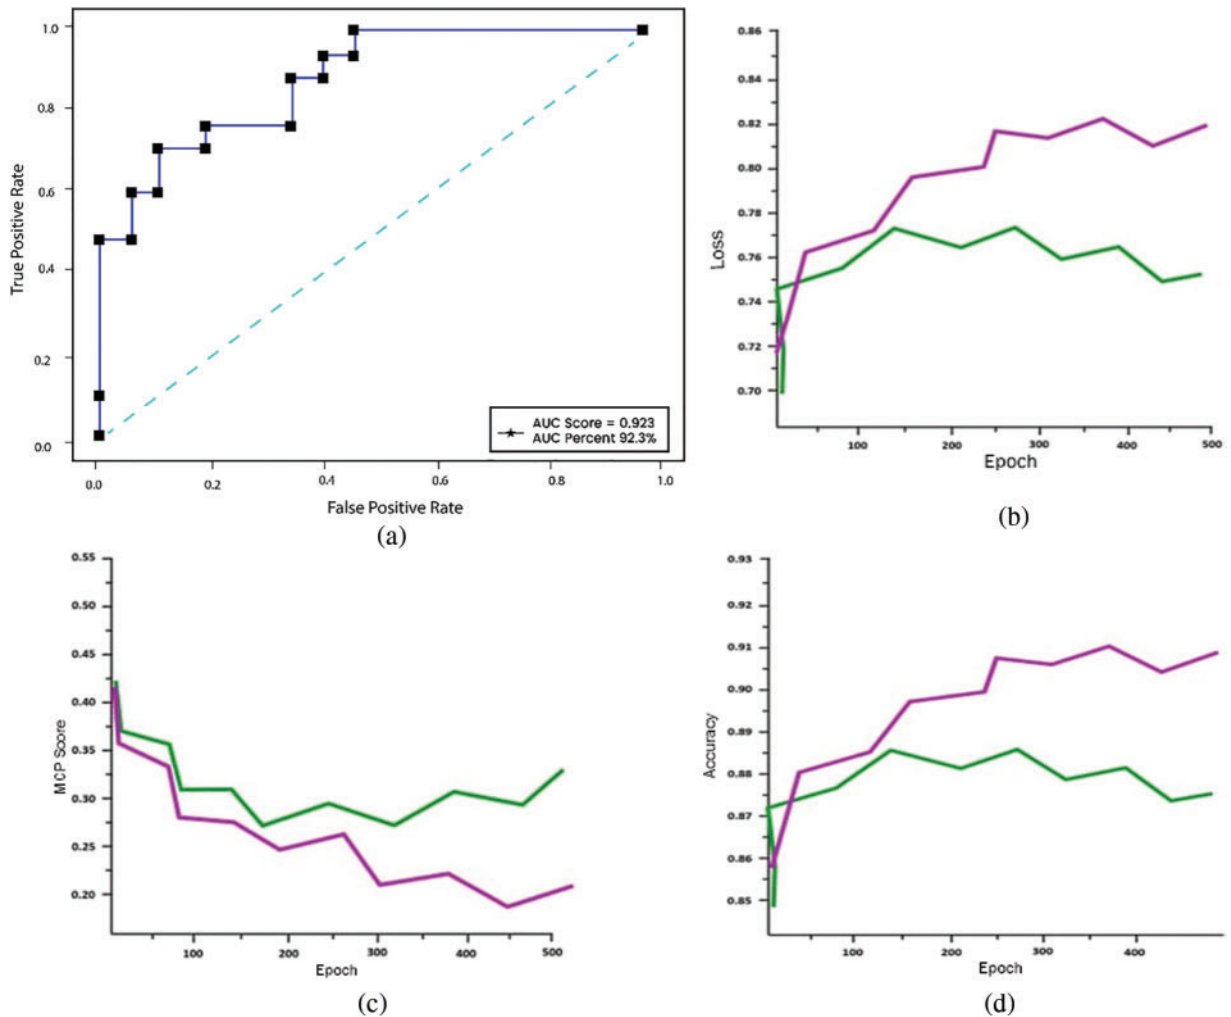 1.0
0.8
0.6
0.4
0.2
0.0
True Positive Rate
AUC Score = 0.923
AUC Percent 92.3%
0.0 0.2 0.4 0.6 0.8 1.0
False Positive Rate
(a)
0.86
0.84
0.82
0.80
0.78
0.76
0.74
0.72
0.70
Loss
100 200 300 400 500
Epoch
(b)
0.55
0.50
0.45
0.40
0.35
0.30
0.25
0.20
MCP Score
100 200 300 400 500
Epoch
(c)
0.93
0.92
0.91
0.90
0.89
0.88
0.87
0.86
0.85
Accuracy
100 200 300 400
Epoch
(d)